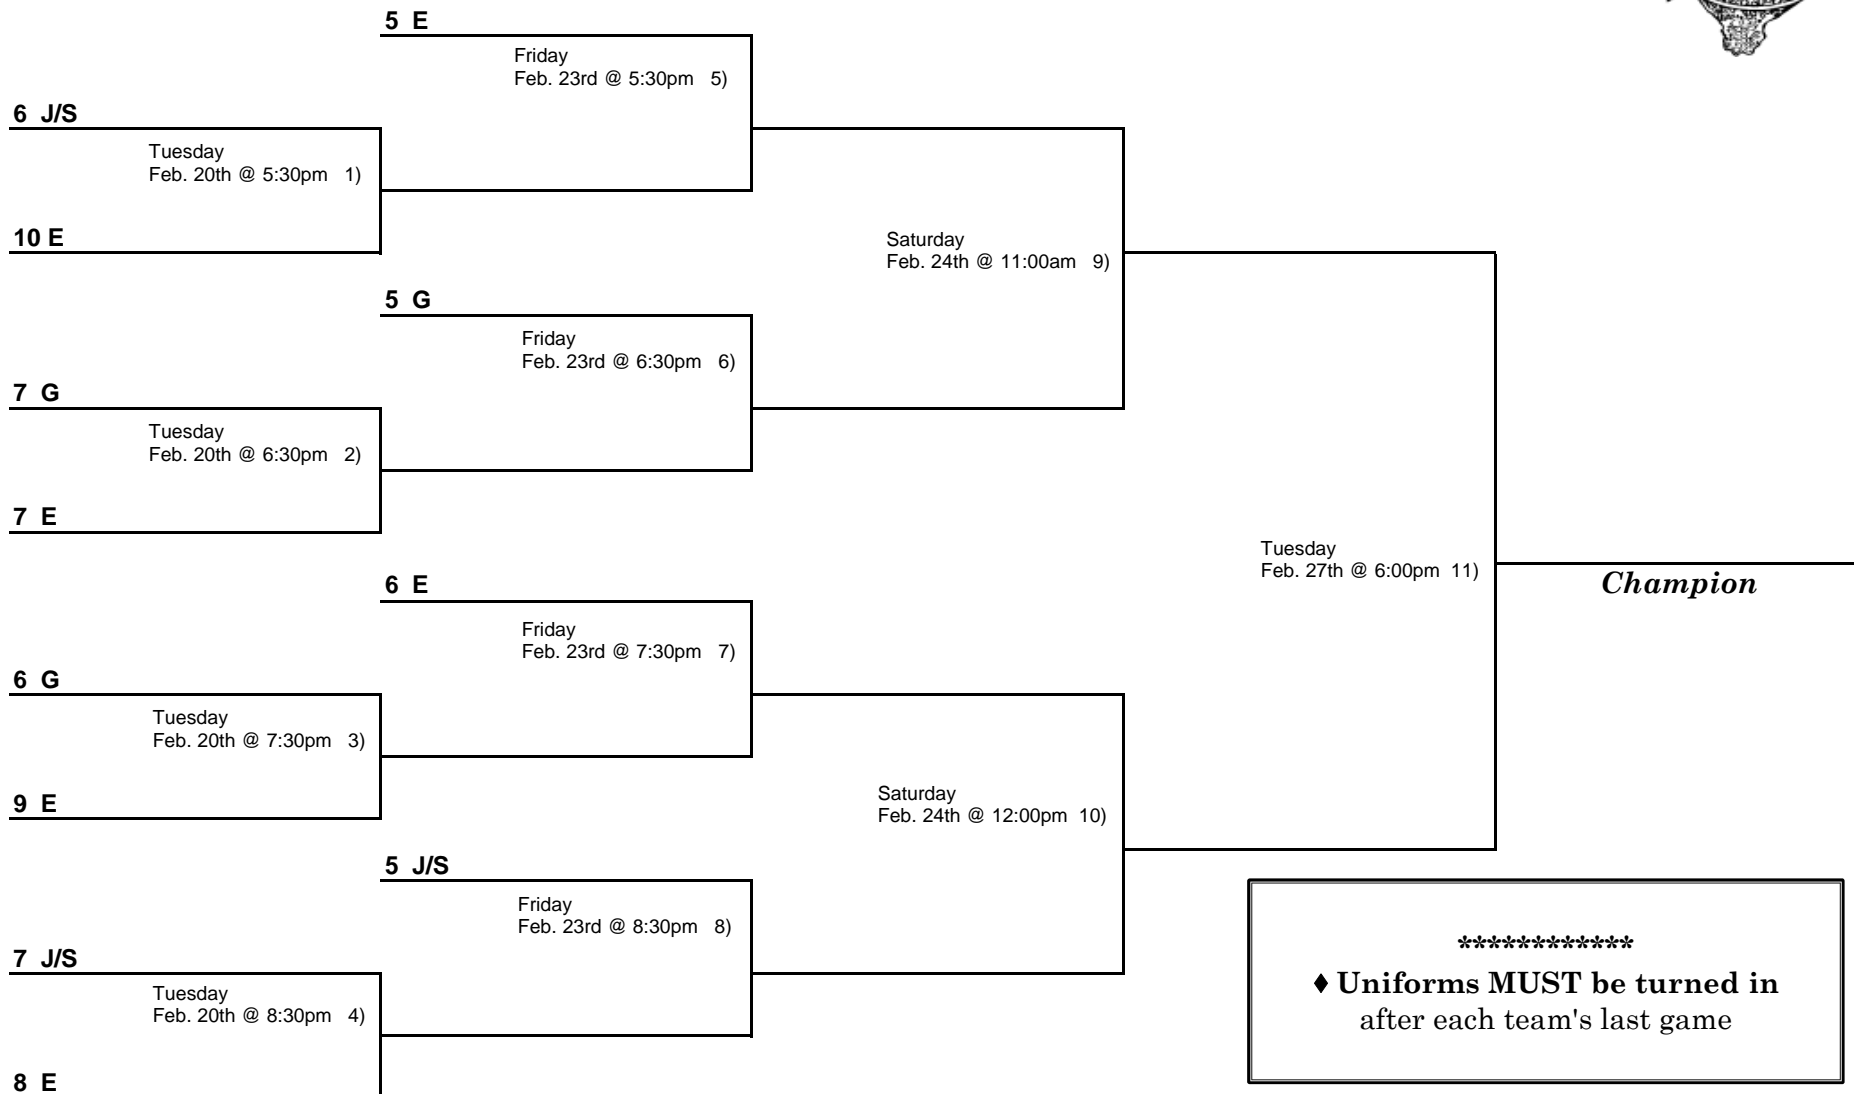 5 E
Friday
Feb. 23rd @ 5:30pm 5)
6 J/S
Tuesday
Feb. 20th @ 5:30pm 1)
10 E
Saturday
Feb. 24th @ 11:00am 9)
5 G
Friday
Feb. 23rd @ 6:30pm 6)
7 G
Tuesday
Feb. 20th @ 6:30pm 2)
7 E
Tuesday
Feb. 27th @ 6:00pm 11)
Champion
6 E
Friday
Feb. 23rd @ 7:30pm 7)
6 G
Tuesday
Feb. 20th @ 7:30pm 3)
9 E
Saturday
Feb. 24th @ 12:00pm 10)
5 J/S
Friday
Feb. 23rd @ 8:30pm 8)
7 J/S
Tuesday
Feb. 20th @ 8:30pm 4)
8 E
************
♦ Uniforms MUST be turned in
after each team's last game